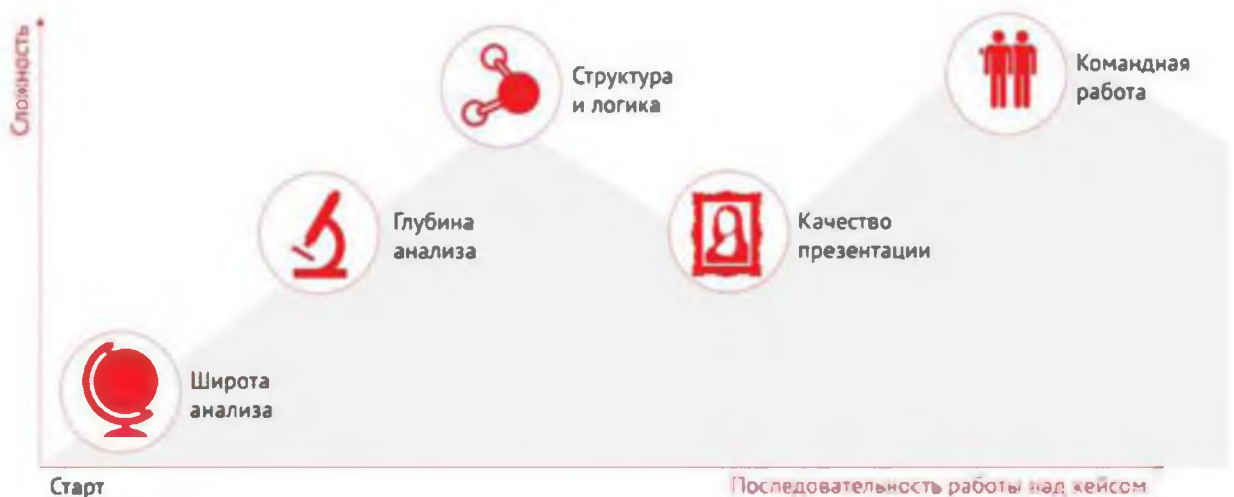 Сложность
Структура
и логика
Командная
работа
Глубина
анализа
Качество
презентации
Широта
анализа
Старт
Последовательность работы над кейсом